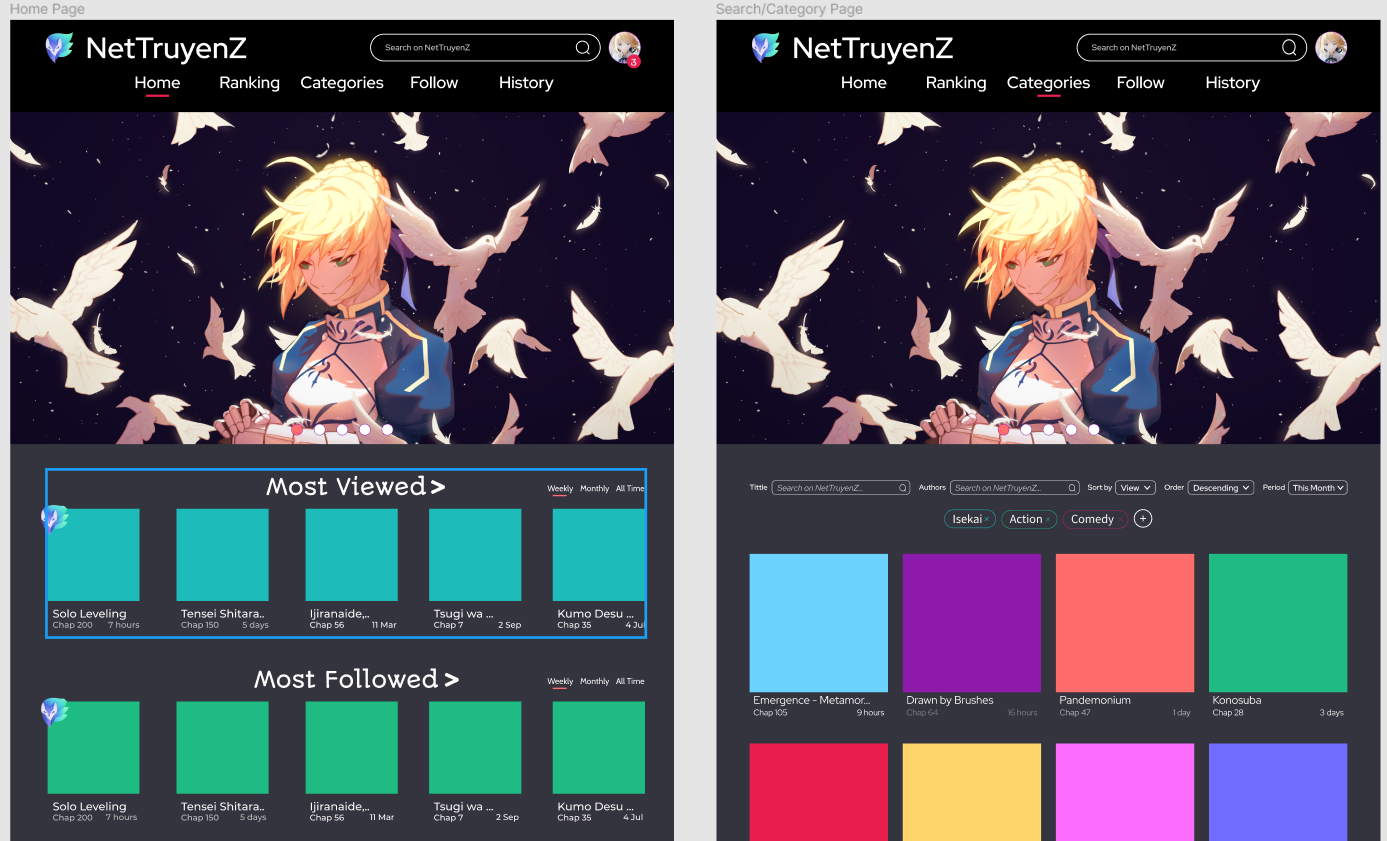 Home Page
NetTruyenZ
Search on NetTruyenZ
3
Home Ranking Categories Follow History
Most Viewed >
Weekly Monthly All Time
Solo Leveling Tensei Shitara.. Ijiranaide,.. Tsugi wa ... Kumo Desu ...
Chap 200 7 hours Chap 150 5 days Chap 56 11 Mar Chap 7 2 Sep Chap 35 4 Jul
Most Followed >
Weekly Monthly All Time
Solo Leveling Tensei Shitara.. Ijiranaide,.. Tsugi wa ... Kumo Desu ...
Chap 200 7 hours Chap 150 5 days Chap 56 11 Mar Chap 7 2 Sep Chap 35 4 Jul
Search/Category Page
NetTruyenZ
Search on NetTruyenZ
Home Ranking Categories Follow History
Tittle Search on NetTruyenZ... Authors Search on NetTruyenZ... Sort by View Order Descending Period This Month
Isekai × Action × Comedy × +
Emergence - Metamor... Drawn by Brushes Pandemonium Konosuba
Chap 105 9 hours Chap 64 16 hours Chap 47 1 day Chap 28 3 days